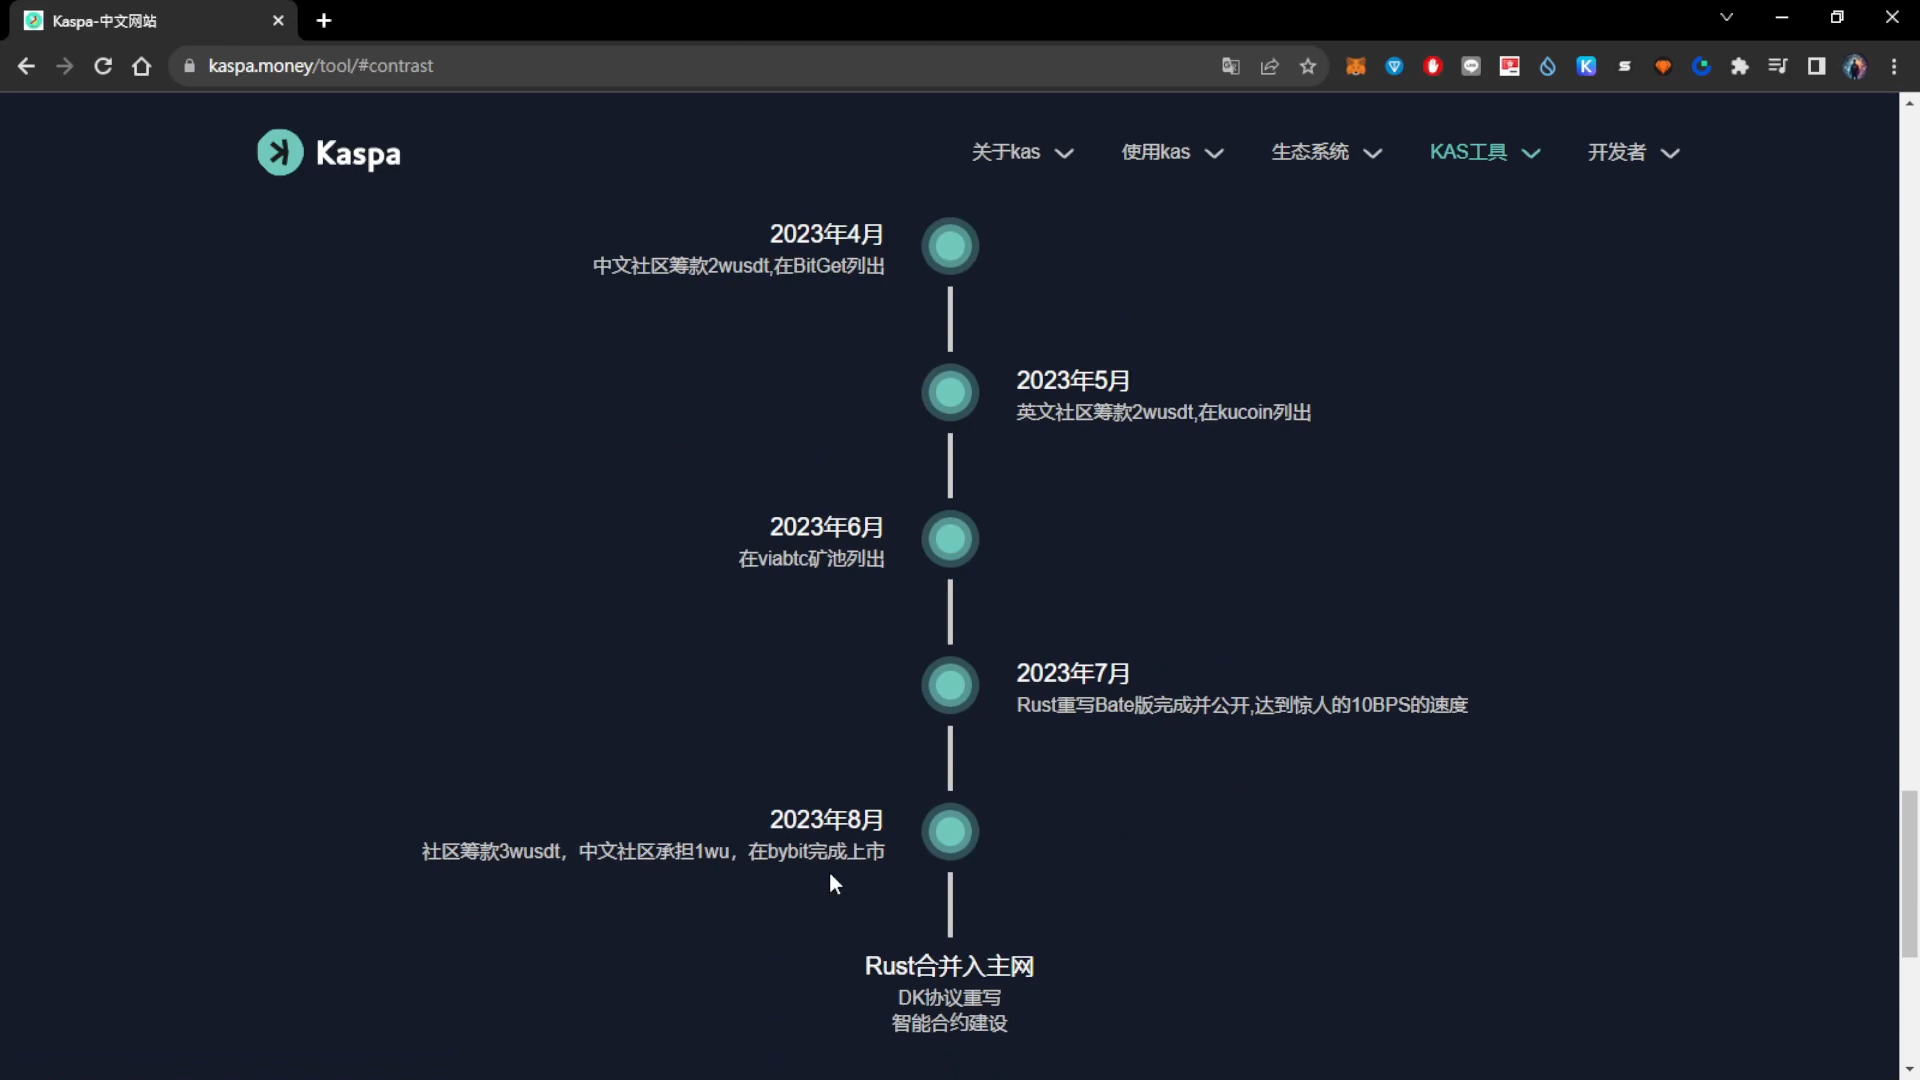 Kaspa-中文网站
kaspa.money/tool/#contrast
Kaspa
关于kas
使用kas
生态系统
KAS工具
开发者
2023年4月
中文社区筹款2wusdt,在BitGet列出
2023年5月
英文社区筹款2wusdt,在kucoin列出
2023年6月
在viabtc矿池列出
2023年7月
Rust重写Bate版完成并公开,达到惊人的10BPS的速度
2023年8月
社区筹款3wusdt，中文社区承担1wu，在bybit完成上市
Rust合并入主网
DK协议重写
智能合约建设